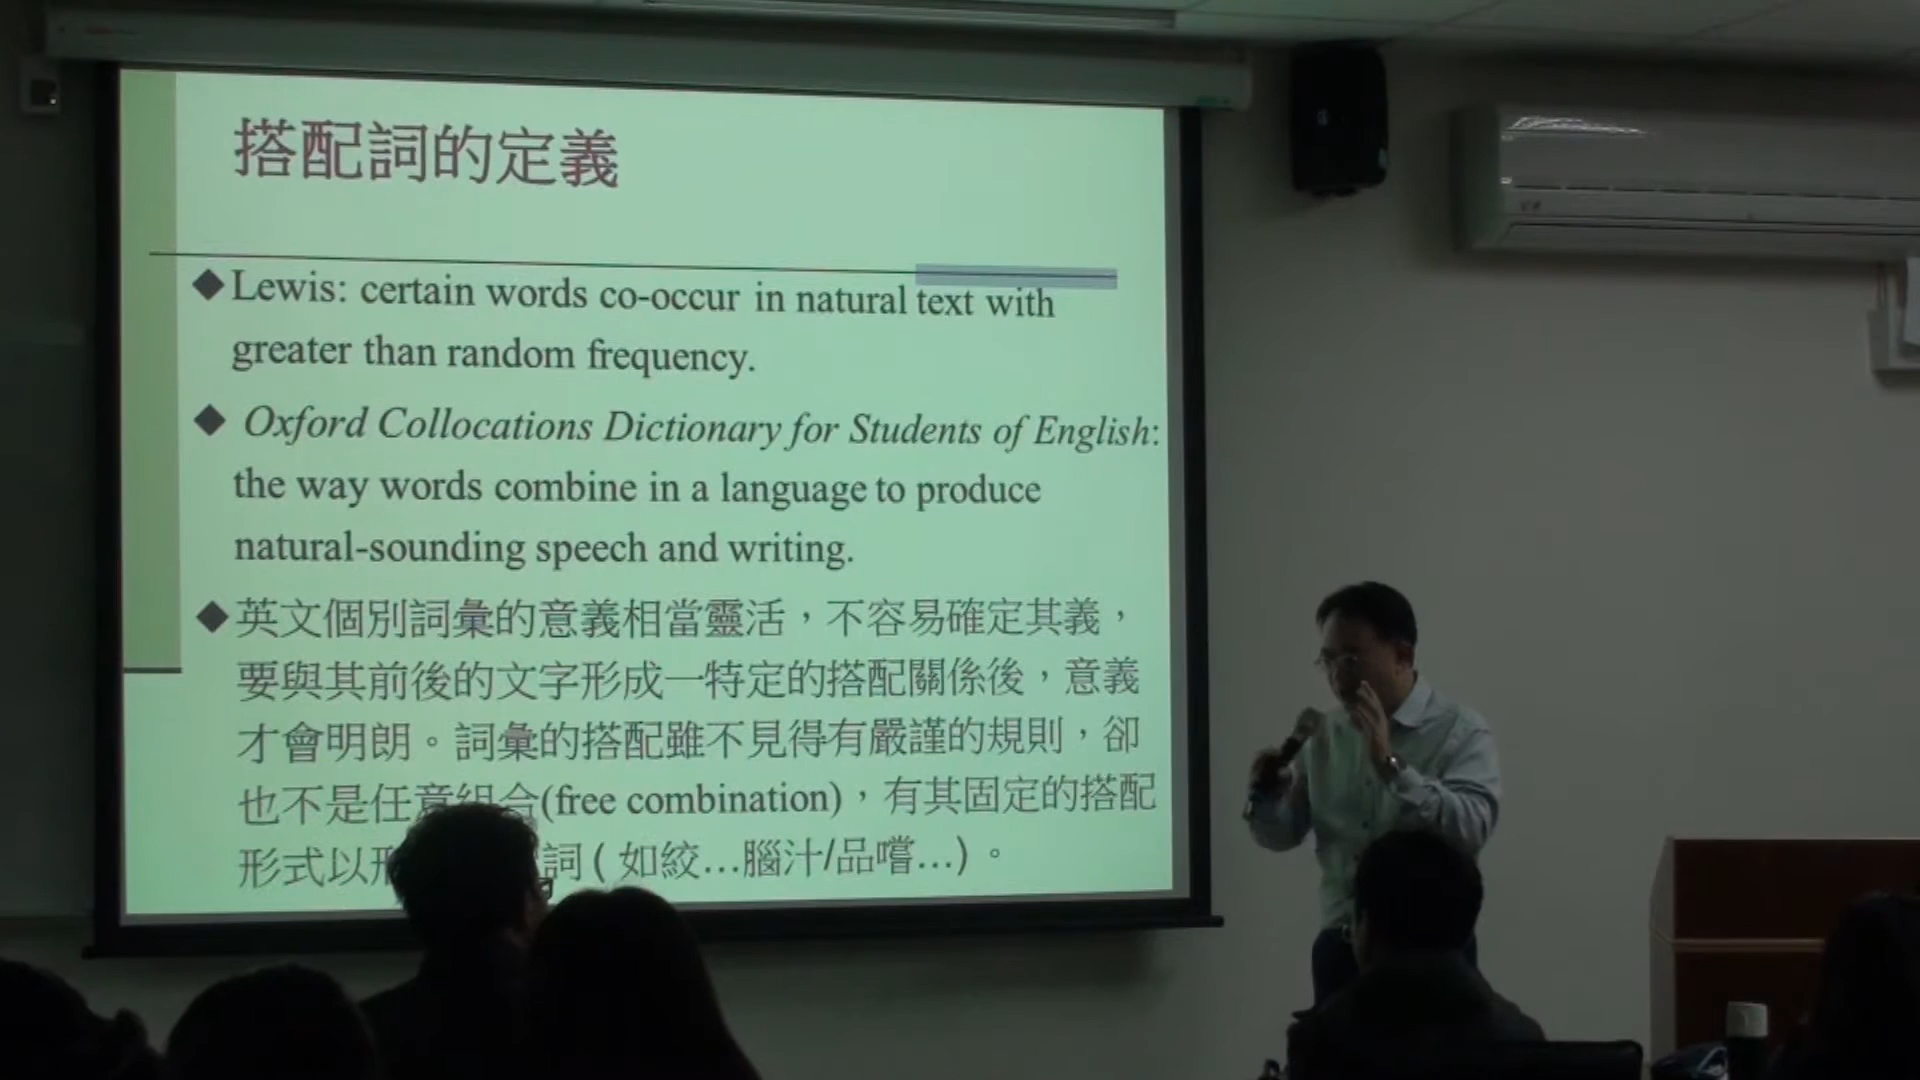 搭配詞的定義
◆Lewis: certain words co-occur in natural text with
greater than random frequency.
◆ Oxford Collocations Dictionary for Students of English:
the way words combine in a language to produce
natural-sounding speech and writing.
◆英文個別詞彙的意義相當靈活，不容易確定其義，
要與其前後的文字形成一特定的搭配關係後，意義
才會明朗。詞彙的搭配雖不見得有嚴謹的規則，卻
也不是任意組合(free combination)，有其固定的搭配
形式以形 詞 ( 如絞…腦汁/品嚐…) 。